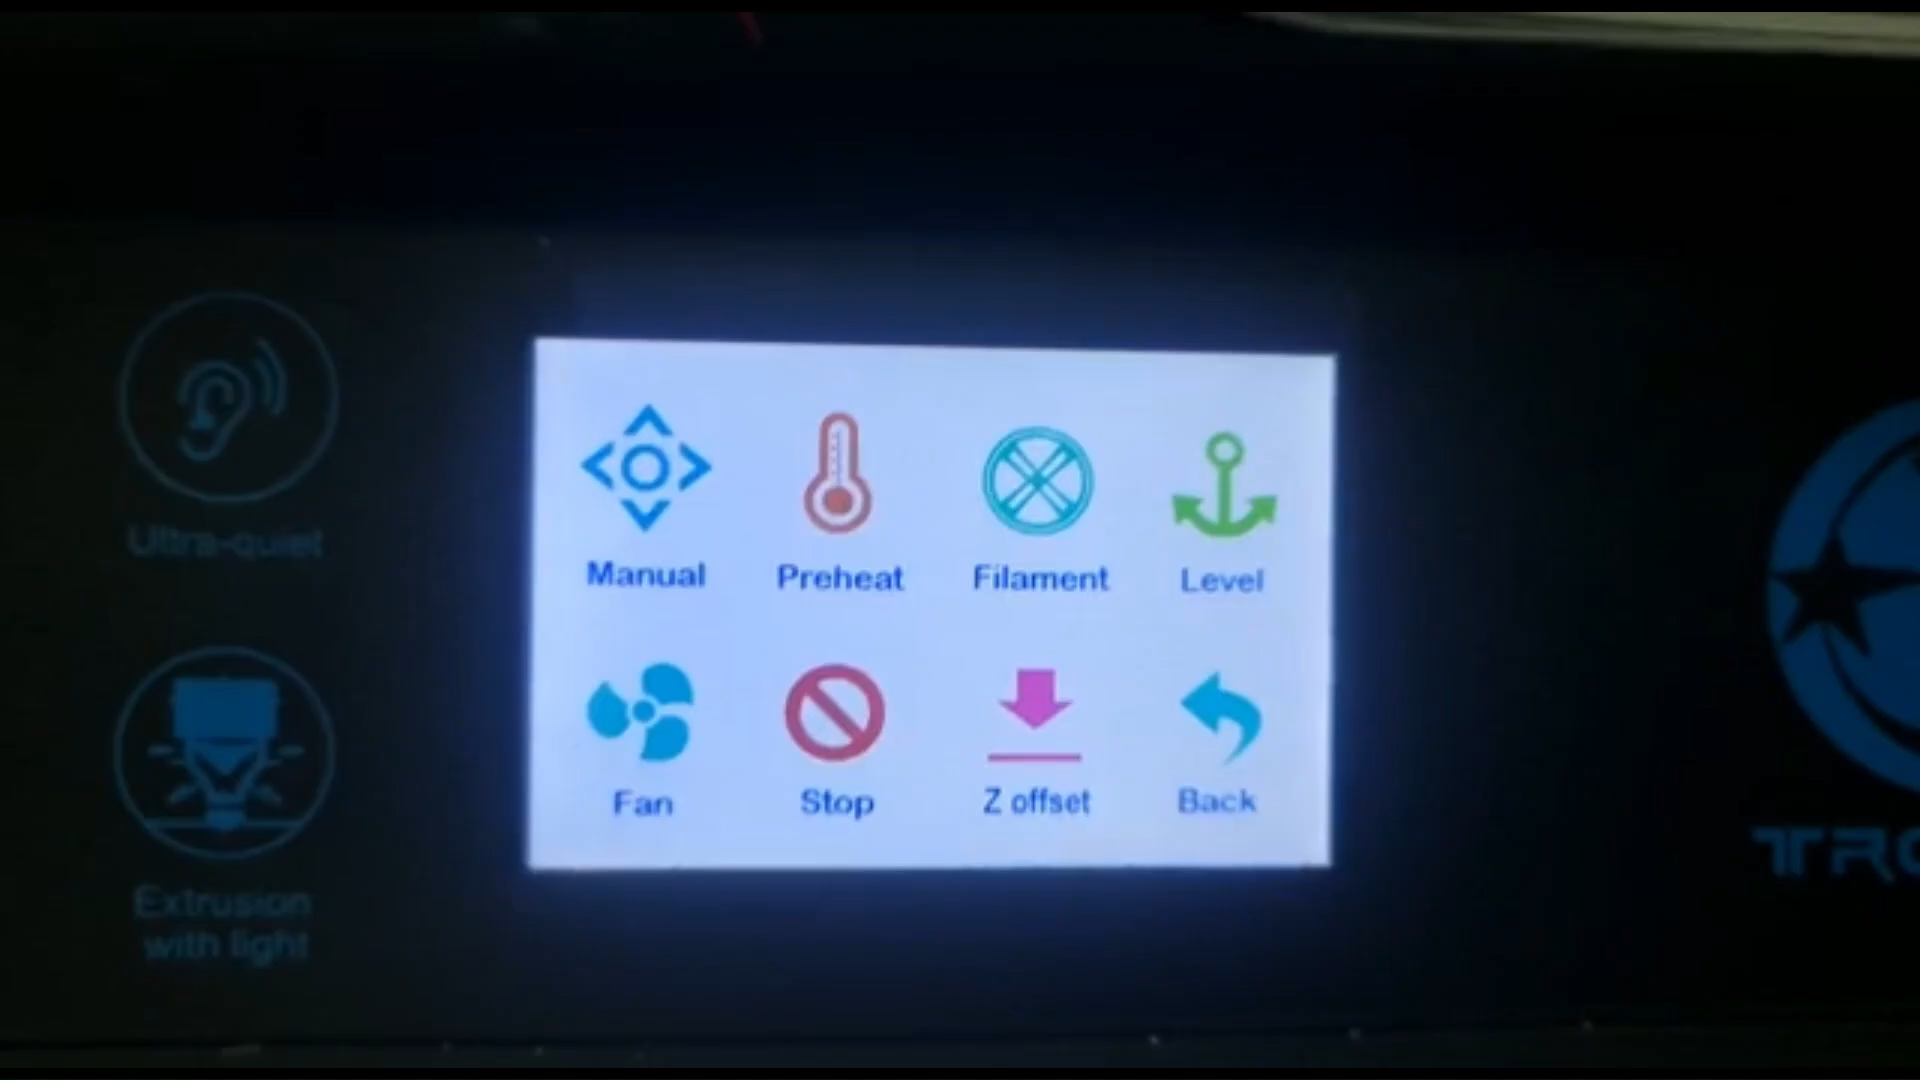 Ultra-quiet
Extrusion
with light
Manual Preheat Filament Level
Fan Stop Z offset Back